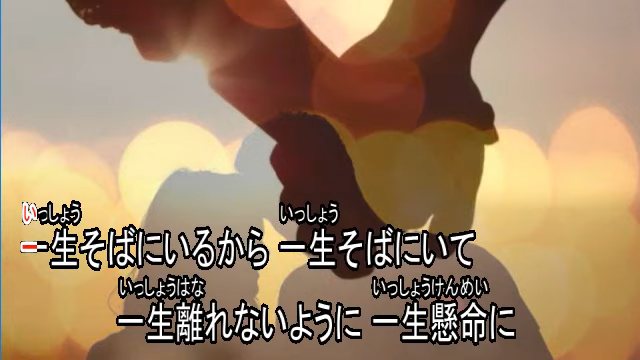 いっしょう いっしょう
一生そばにいるから 一生そばにいて
いっしょうはな いっしょうけんめい
一生離れないように 一生懸命に